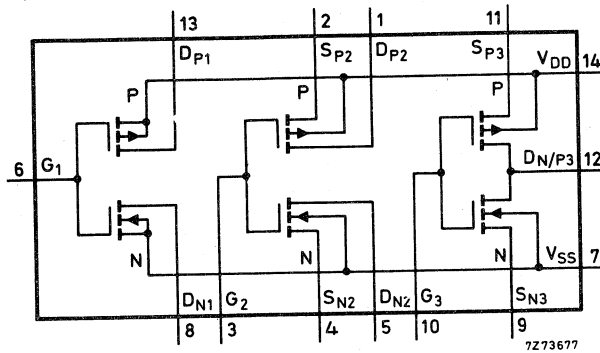 13 2 1 11
DP1 SP2 DP2 SP3 VDD 14
P P P
6 G1 DN/P3 12
N N N VSS 7
DN1 G2 SN2 DN2 G3 SN3
8 3 4 5 10 9
7Z73677